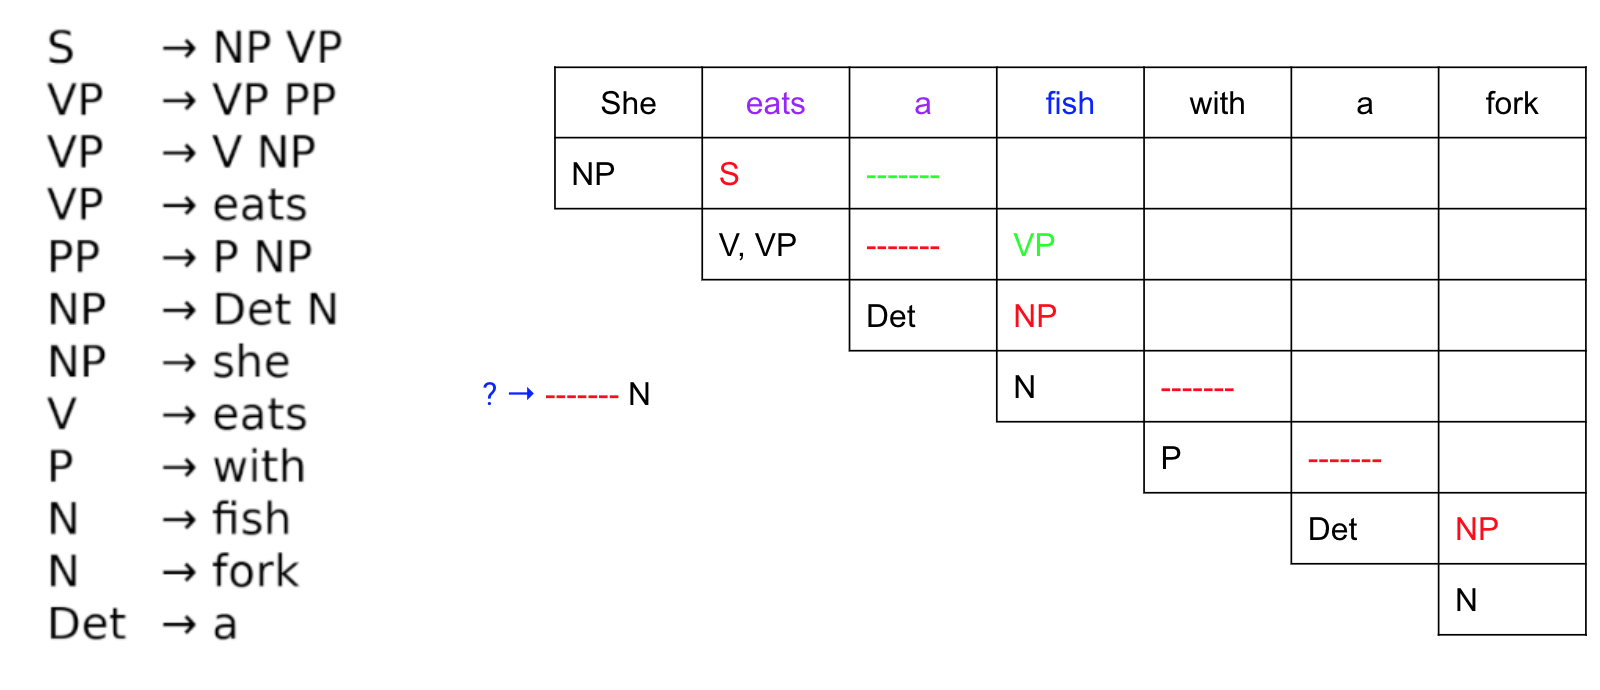 S → NP VP
VP → VP PP
VP → V NP
VP → eats
PP → P NP
NP → Det N
NP → she
V → eats
P → with
N → fish
N → fork
Det → a
? → ------- N
She eats a fish with a fork
NP S -------
V, VP ------- VP
Det NP
N -------
P -------
Det NP
N